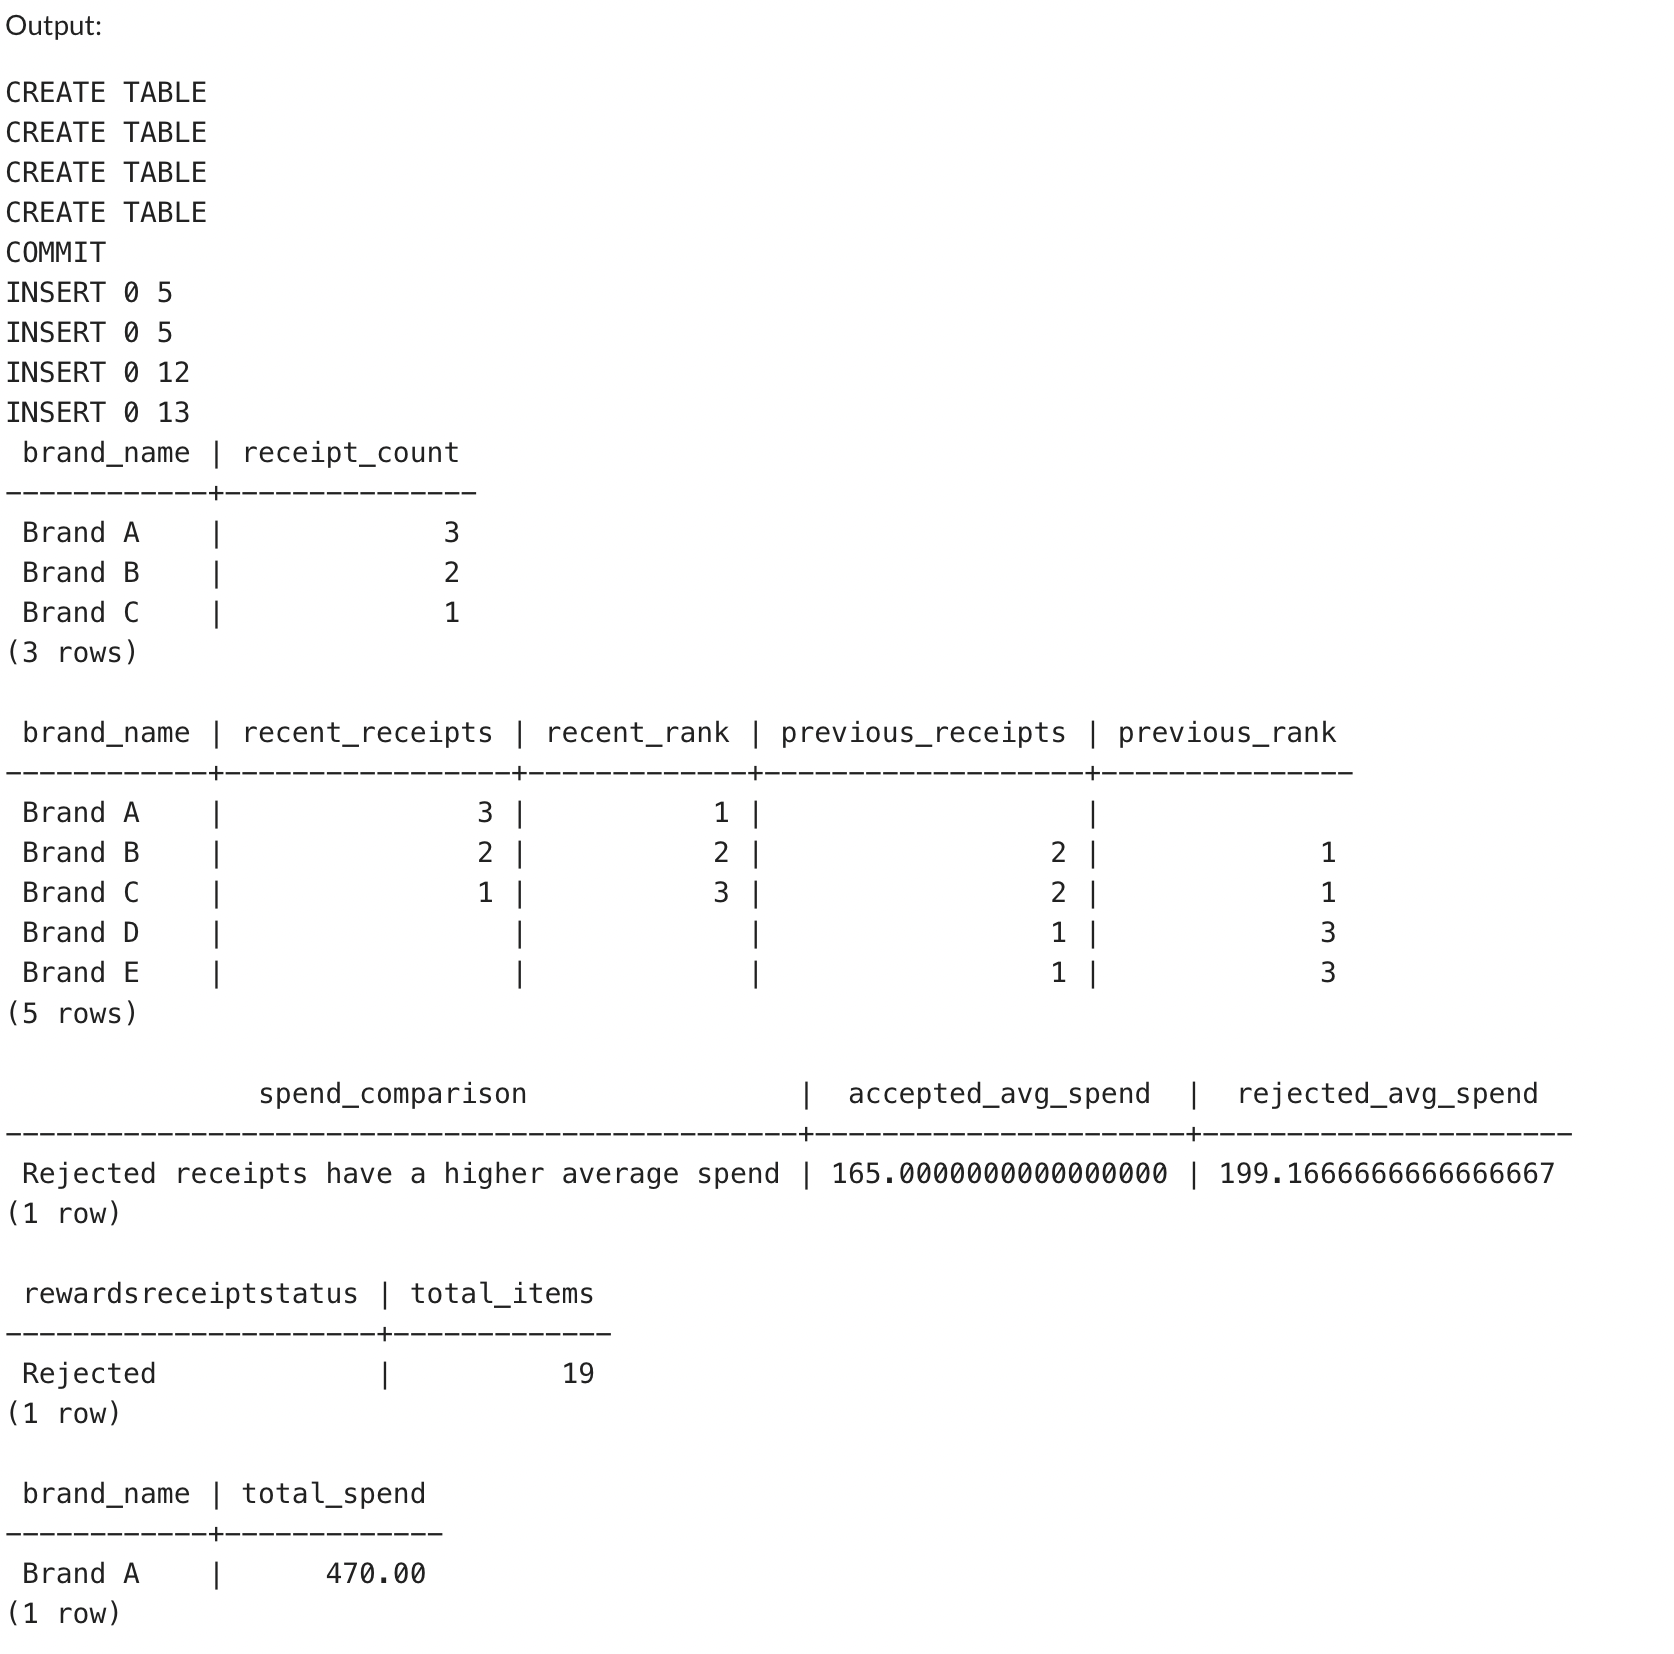 Output:
CREATE TABLE
CREATE TABLE
CREATE TABLE
CREATE TABLE
COMMIT
INSERT 0 5
INSERT 0 5
INSERT 0 12
INSERT 0 13
 brand_name | receipt_count
------------+---------------
 Brand A    |             3
 Brand B    |             2
 Brand C    |             1
(3 rows)

 brand_name | recent_receipts | recent_rank | previous_receipts | previous_rank
------------+-----------------+-------------+-------------------+---------------
 Brand A    |               3 |           1 |                   |
 Brand B    |               2 |           2 |                 2 |             1
 Brand C    |               1 |           3 |                 2 |             1
 Brand D    |                 |             |                 1 |             3
 Brand E    |                 |             |                 1 |             3
(5 rows)

               spend_comparison                |  accepted_avg_spend  |  rejected_avg_spend
-----------------------------------------------+----------------------+----------------------
 Rejected receipts have a higher average spend | 165.0000000000000000 | 199.1666666666666667
(1 row)

 rewardsreceiptstatus | total_items
----------------------+-------------
 Rejected             |          19
(1 row)

 brand_name | total_spend
------------+-------------
 Brand A    |      470.00
(1 row)